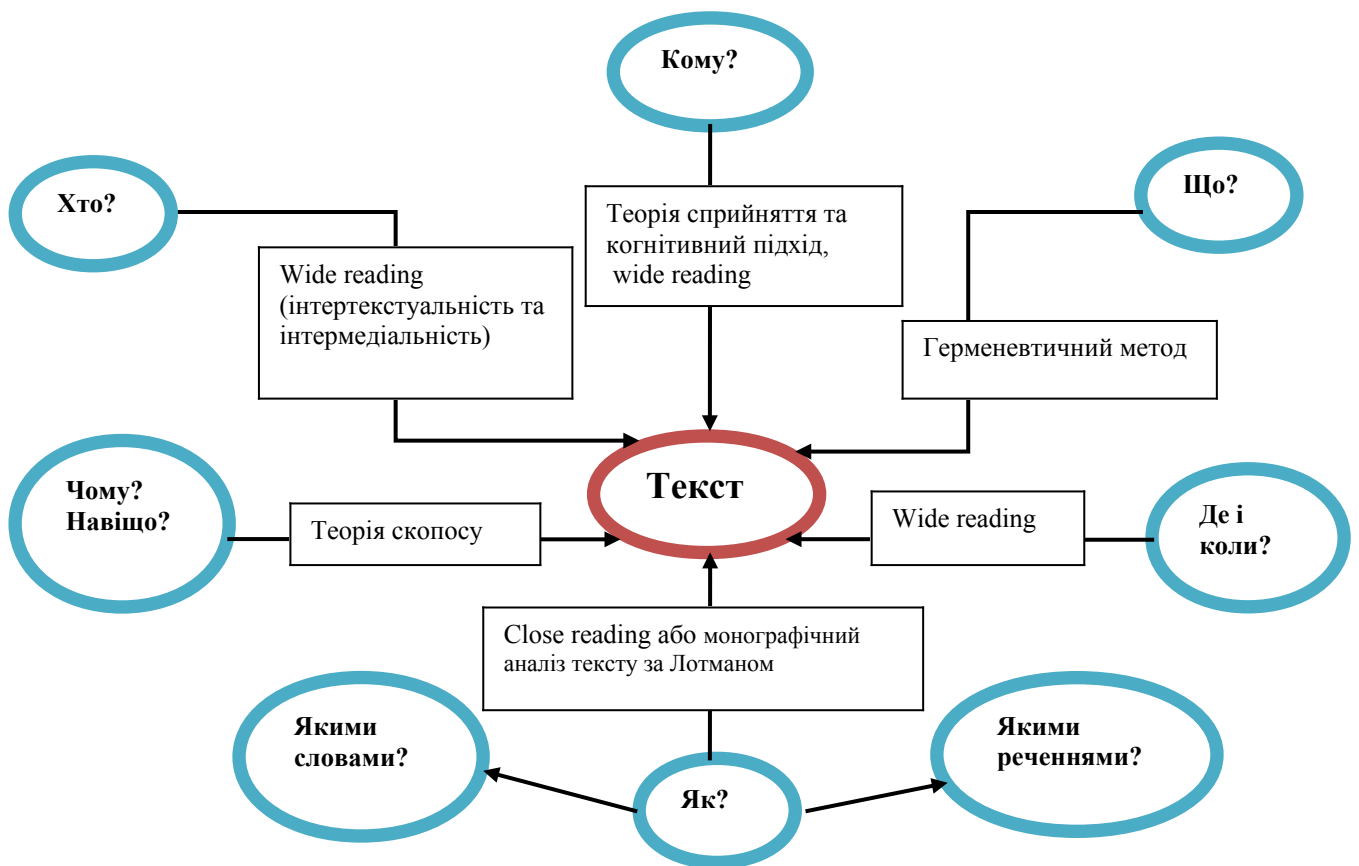 Кому?
Хто?
Що?
Теорія сприйняття та
когнітивний підхід,
wide reading
Wide reading
(інтертекстуальність та
інтермедіальність)
Герменевтичний метод
Чому?
Навіщо?
Теорія скопосу
Текст
Wide reading
Де і
коли?
Close reading або монографічний
аналіз тексту за Лотманом
Якими
словами?
Як?
Якими
реченнями?